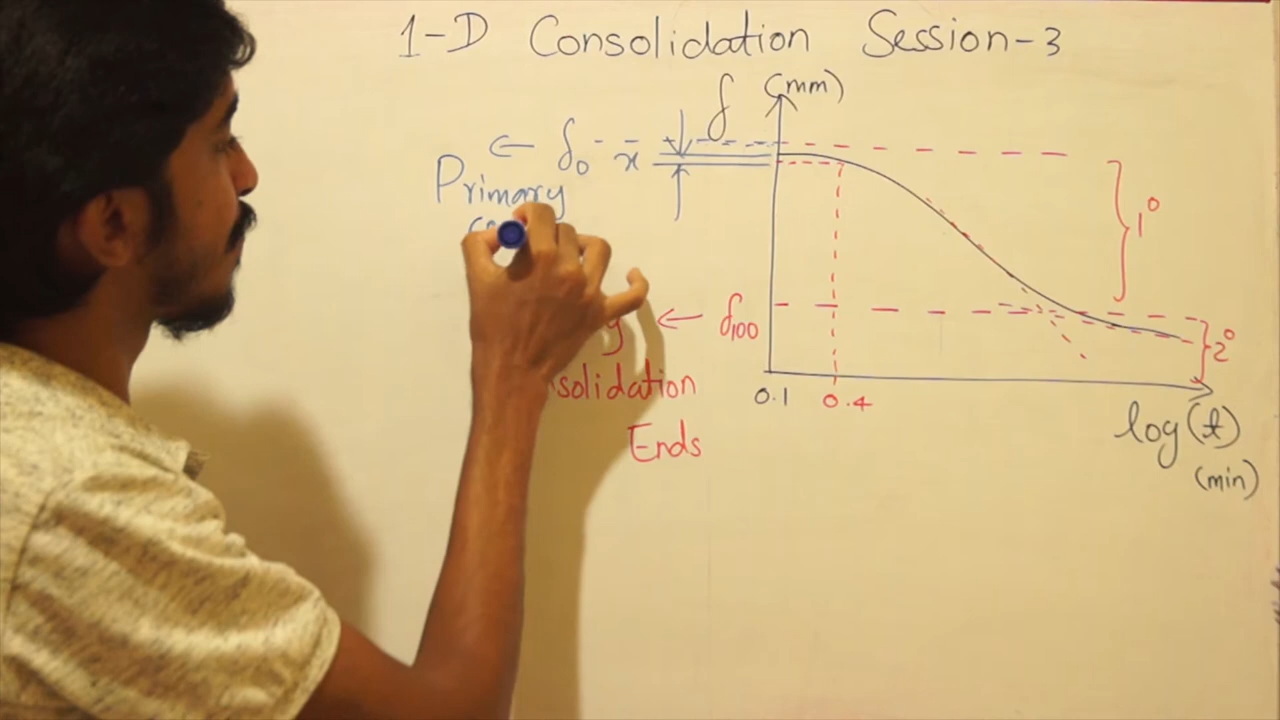 1-D Consolidation Session-3
δ (mm)
← δ₀ x
Primary
1°
← δ₁₀₀
2°
solidation
0.1 0.4
Ends
log(t)
(min)